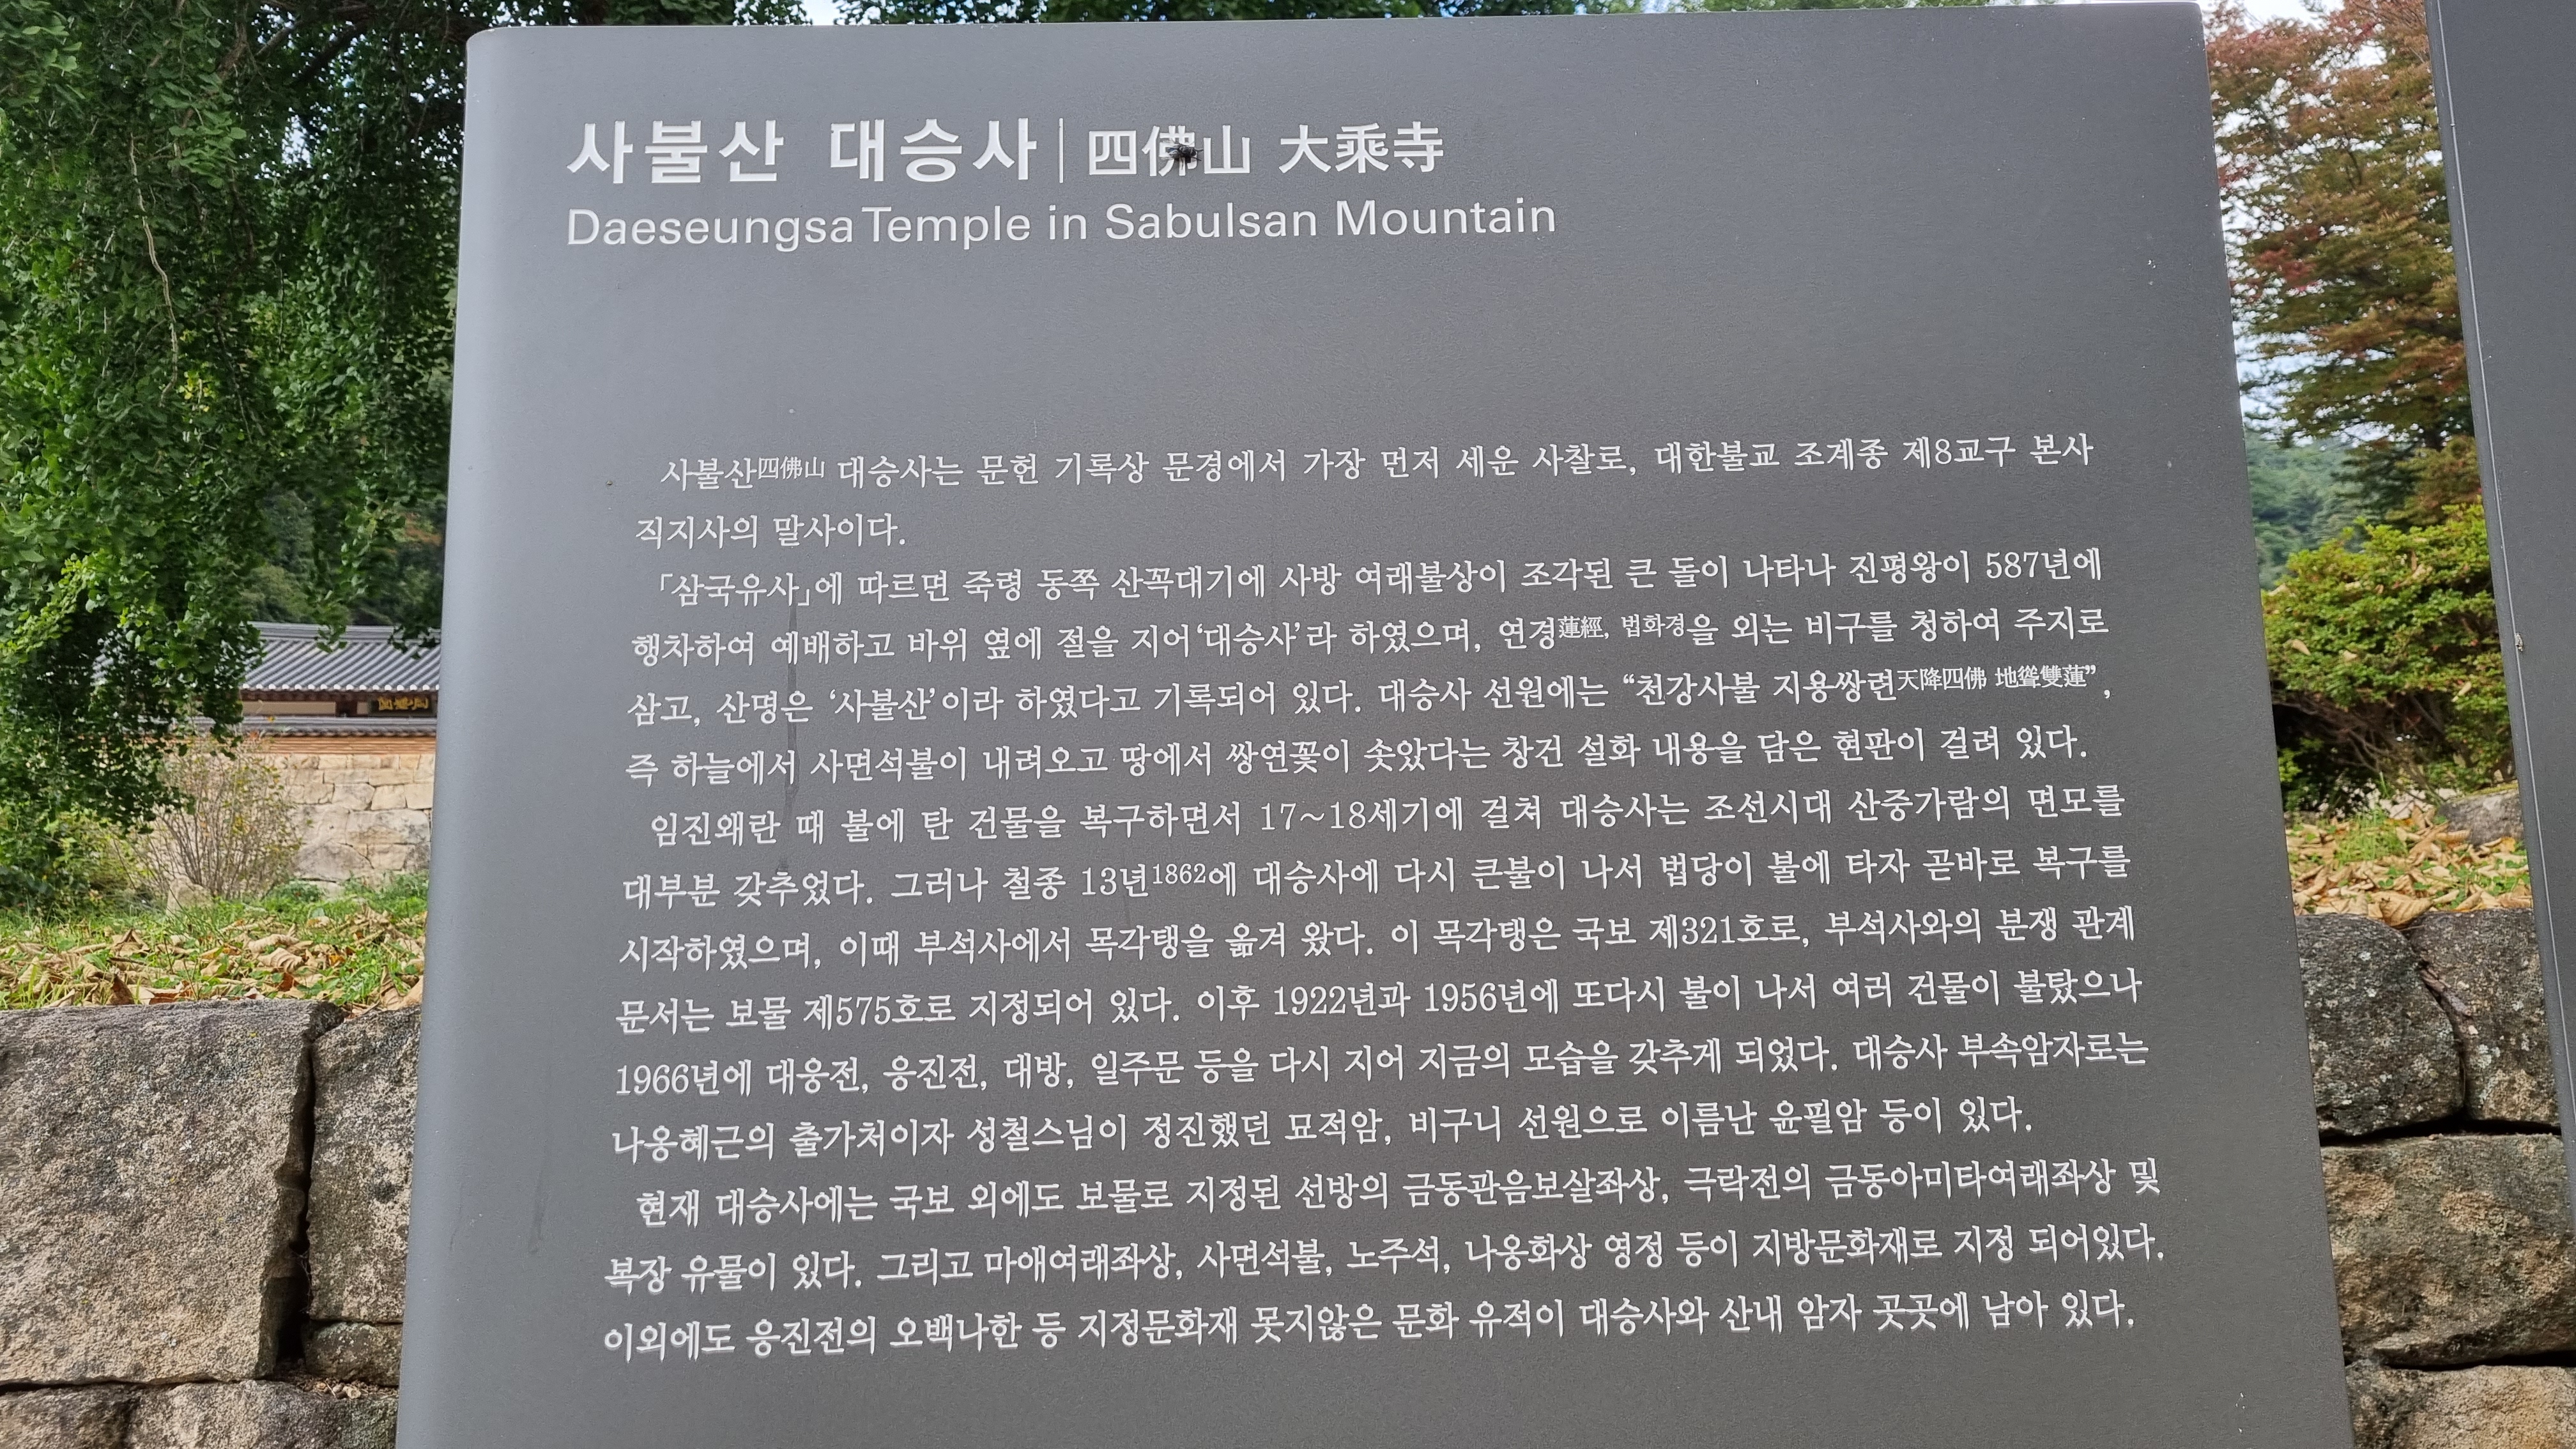 사불산 대승사 | 四佛山 大乘寺
Daeseungsa Temple in Sabulsan Mountain
사불산四佛山 대승사는 문헌 기록상 문경에서 가장 먼저 세운 사찰로, 대한불교 조계종 제8교구 본사
직지사의 말사이다.
「삼국유사」에 따르면 죽령 동쪽 산꼭대기에 사방 여래불상이 조각된 큰 돌이 나타나 진평왕이 587년에
행차하여 예배하고 바위 옆에 절을 지어 ‘대승사’라 하였으며, 연경蓮經, 법화경을 외는 비구를 청하여 주지로
삼고, 산명은 ‘사불산’이라 하였다고 기록되어 있다. 대승사 선원에는 “천강사불 지용쌍련天降四佛 地聳雙蓮”,
즉 하늘에서 사면석불이 내려오고 땅에서 쌍연꽃이 솟았다는 창건 설화 내용을 담은 현판이 걸려 있다.
임진왜란 때 불에 탄 건물을 복구하면서 17~18세기에 걸쳐 대승사는 조선시대 산중가람의 면모를
대부분 갖추었다. 그러나 철종 13년1862에 대승사에 다시 큰불이 나서 법당이 불에 타자 곧바로 복구를
시작하였으며, 이때 부석사에서 목각탱을 옮겨 왔다. 이 목각탱은 국보 제321호로, 부석사와의 분쟁 관계
문서는 보물 제575호로 지정되어 있다. 이후 1922년과 1956년에 또다시 불이 나서 여러 건물이 불탔으나
1966년에 대웅전, 응진전, 대방, 일주문 등을 다시 지어 지금의 모습을 갖추게 되었다. 대승사 부속암자로는
나옹혜근의 출가처이자 성철스님이 정진했던 묘적암, 비구니 선원으로 이름난 윤필암 등이 있다.
현재 대승사에는 국보 외에도 보물로 지정된 선방의 금동관음보살좌상, 극락전의 금동아미타여래좌상 및
복장 유물이 있다. 그리고 마애여래좌상, 사면석불, 노주석, 나옹화상 영정 등이 지방문화재로 지정 되어있다.
이외에도 응진전의 오백나한 등 지정문화재 못지않은 문화 유적이 대승사와 산내 암자 곳곳에 남아 있다.